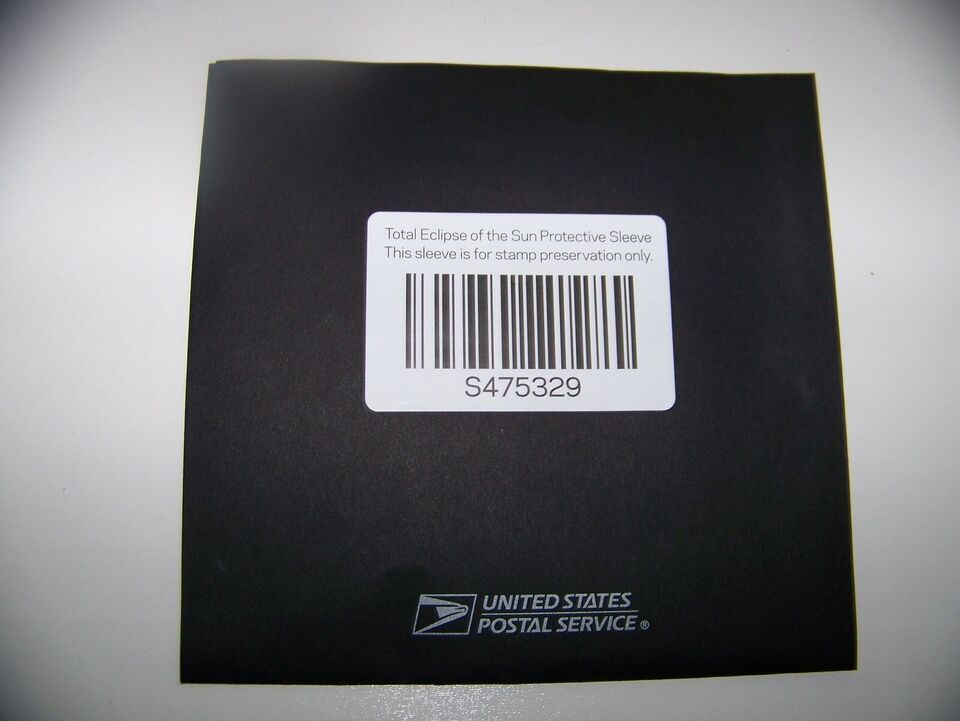 Total Eclipse of the Sun Protective Sleeve
This sleeve is for stamp preservation only.
S475329
UNITED STATES
POSTAL SERVICE ®